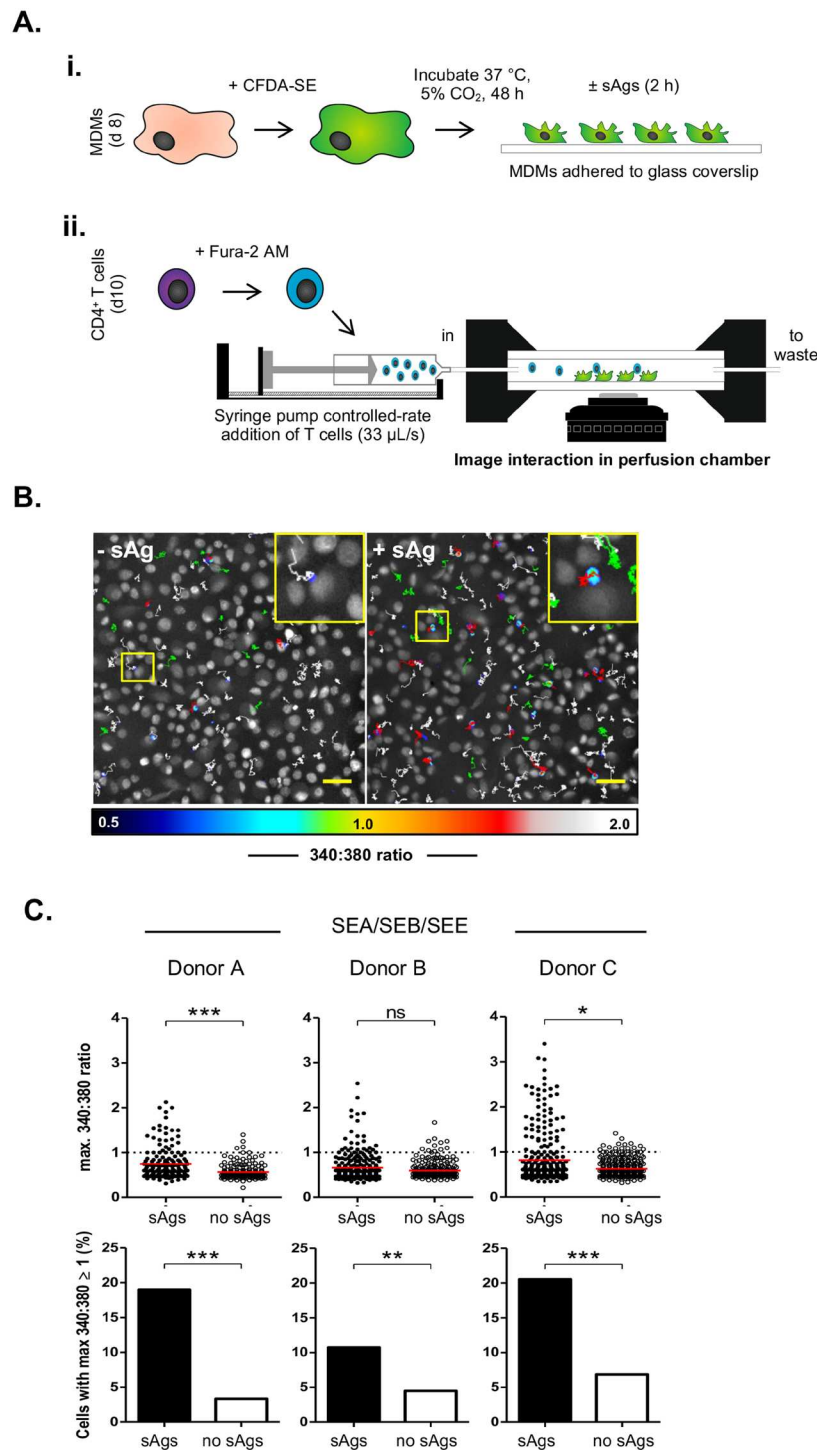 A.
i.
MDMs
(d 8)
+ CFDA-SE
Incubate 37 °C,
5% CO₂, 48 h
± sAgs (2 h)
MDMs adhered to glass coverslip
ii.
CD4⁺ T cells
(d10)
+ Fura-2 AM
in
to
waste
Syringe pump controlled-rate
addition of T cells (33 µL/s)
Image interaction in perfusion chamber
B.
- sAg
+ sAg
0.5 1.0 2.0
340:380 ratio
C.
SEA/SEB/SEE
Donor A Donor B Donor C
max. 340:380 ratio
4
3
2
1
0
***
sAgs no sAgs
4
3
2
1
0
ns
sAgs no sAgs
4
3
2
1
0
*
sAgs no sAgs
Cells with max 340:380 ≥ 1 (%)
25
20
15
10
5
0
***
sAgs no sAgs
25
20
15
10
5
0
**
sAgs no sAgs
25
20
15
10
5
0
***
sAgs no sAgs